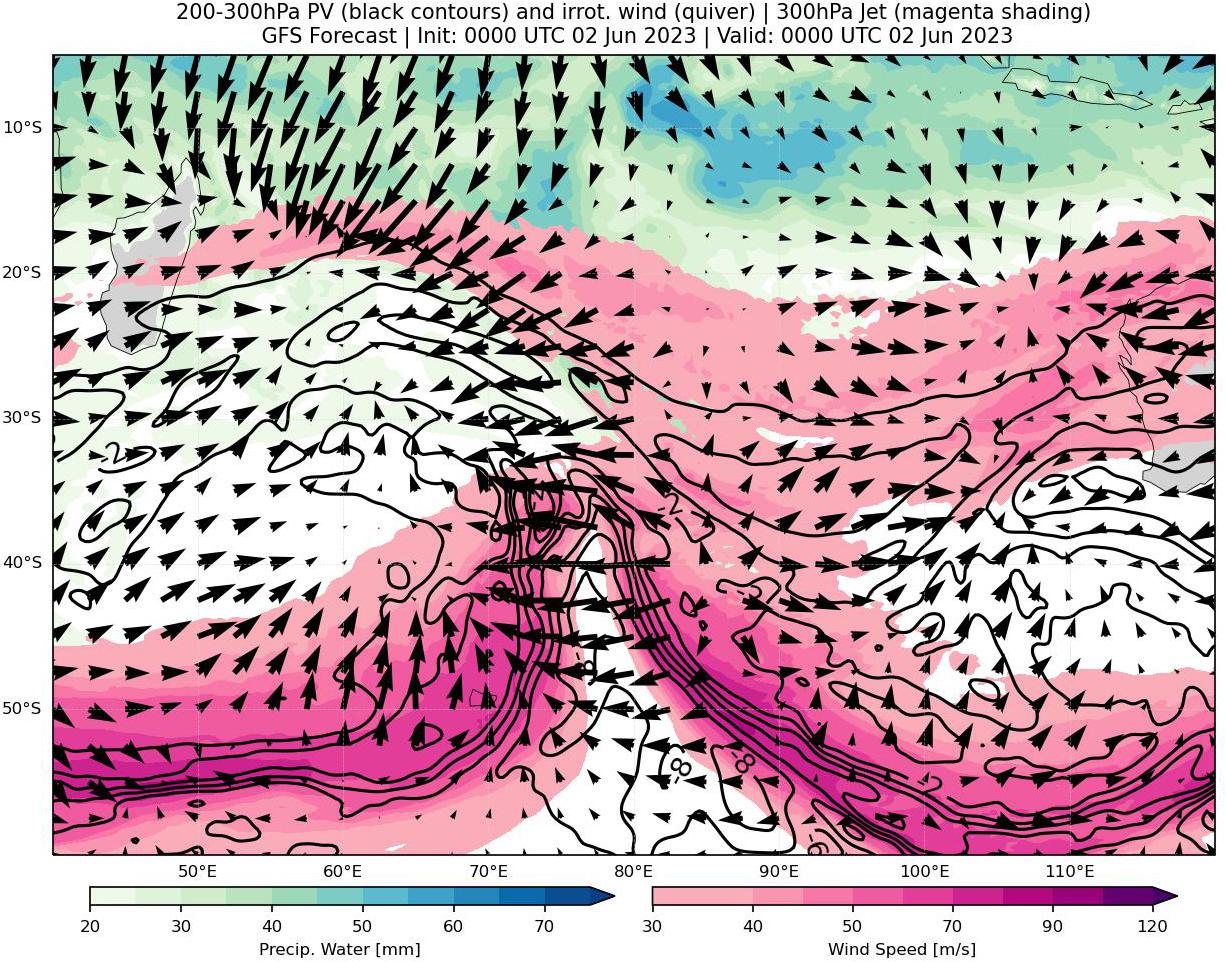 200-300hPa PV (black contours) and irrot. wind (quiver) | 300hPa Jet (magenta shading)
GFS Forecast | Init: 0000 UTC 02 Jun 2023 | Valid: 0000 UTC 02 Jun 2023
10°S
20°S
30°S
-2
-2
40°S
-2
-8
50°S
-8
-8
-2
50°E 60°E 70°E 80°E 90°E 100°E 110°E
20 30 40 50 60 70
30 40 50 70 90 120
Precip. Water [mm]
Wind Speed [m/s]